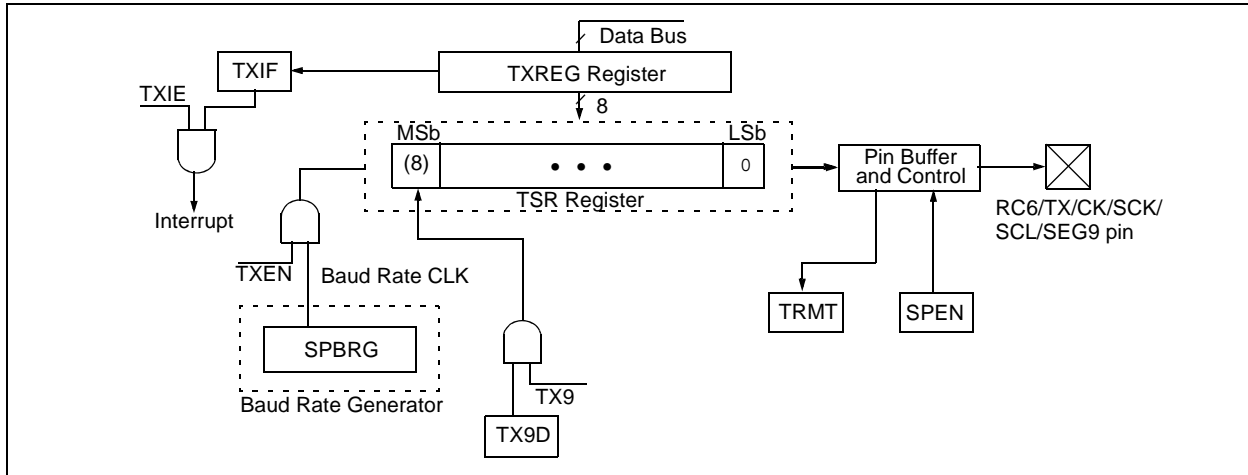 Data Bus
TXIF
TXREG Register
TXIE
8
MSb
LSb
(8)
• • •
0
Pin Buffer
and Control
TSR Register
Interrupt
RC6/TX/CK/SCK/
SCL/SEG9 pin
TXEN
Baud Rate CLK
TRMT
SPEN
SPBRG
TX9
Baud Rate Generator
TX9D